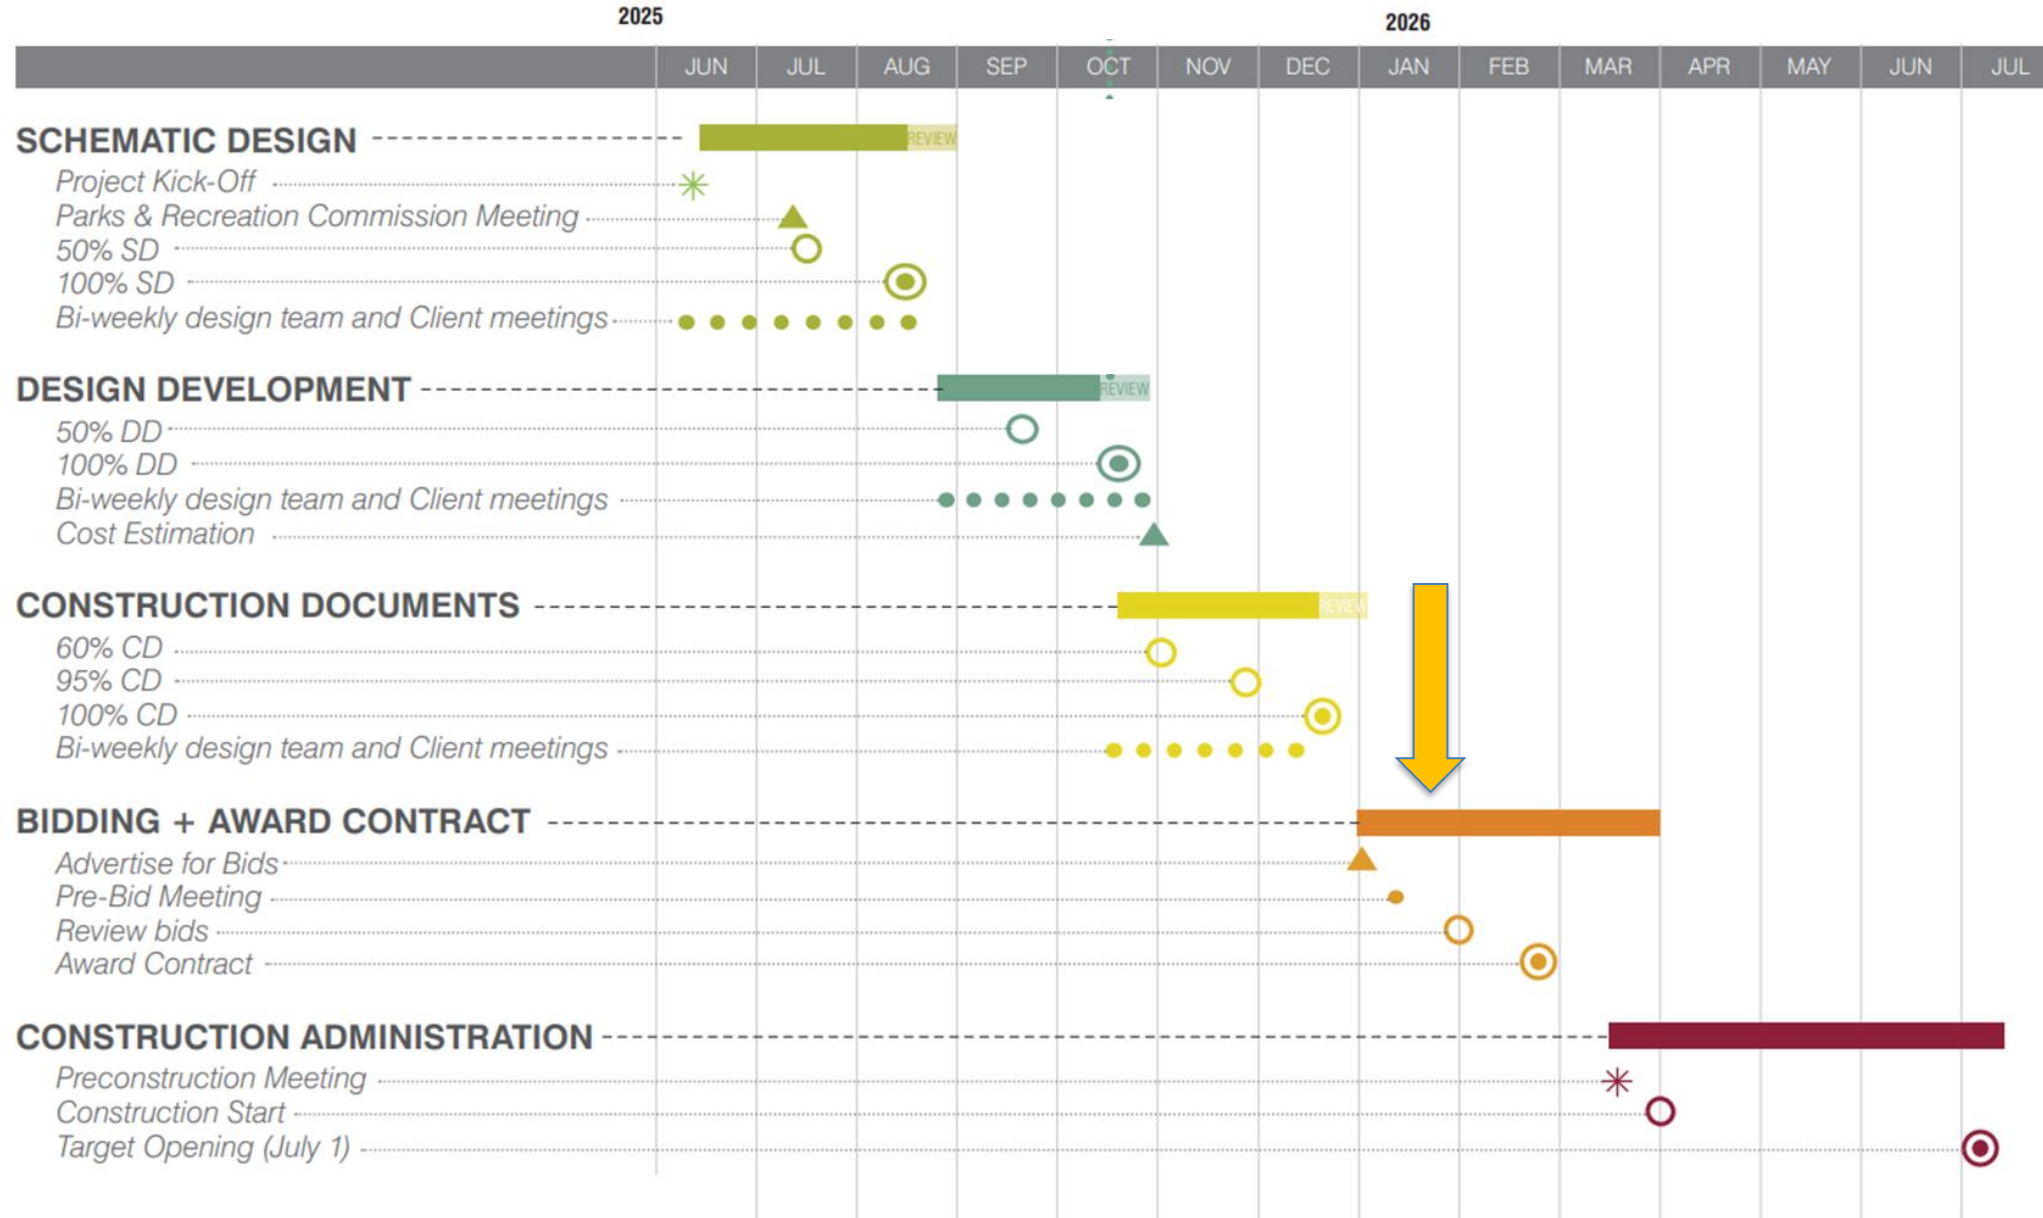 2025 2026
JUN JUL AUG SEP OCT NOV DEC JAN FEB MAR APR MAY JUN JUL
SCHEMATIC DESIGN REVIEW
Project Kick-Off
Parks & Recreation Commission Meeting
50% SD
100% SD
Bi-weekly design team and Client meetings
DESIGN DEVELOPMENT REVIEW
50% DD
100% DD
Bi-weekly design team and Client meetings
Cost Estimation
CONSTRUCTION DOCUMENTS REVIEW
60% CD
95% CD
100% CD
Bi-weekly design team and Client meetings
BIDDING + AWARD CONTRACT
Advertise for Bids
Pre-Bid Meeting
Review bids
Award Contract
CONSTRUCTION ADMINISTRATION
Preconstruction Meeting
Construction Start
Target Opening (July 1)